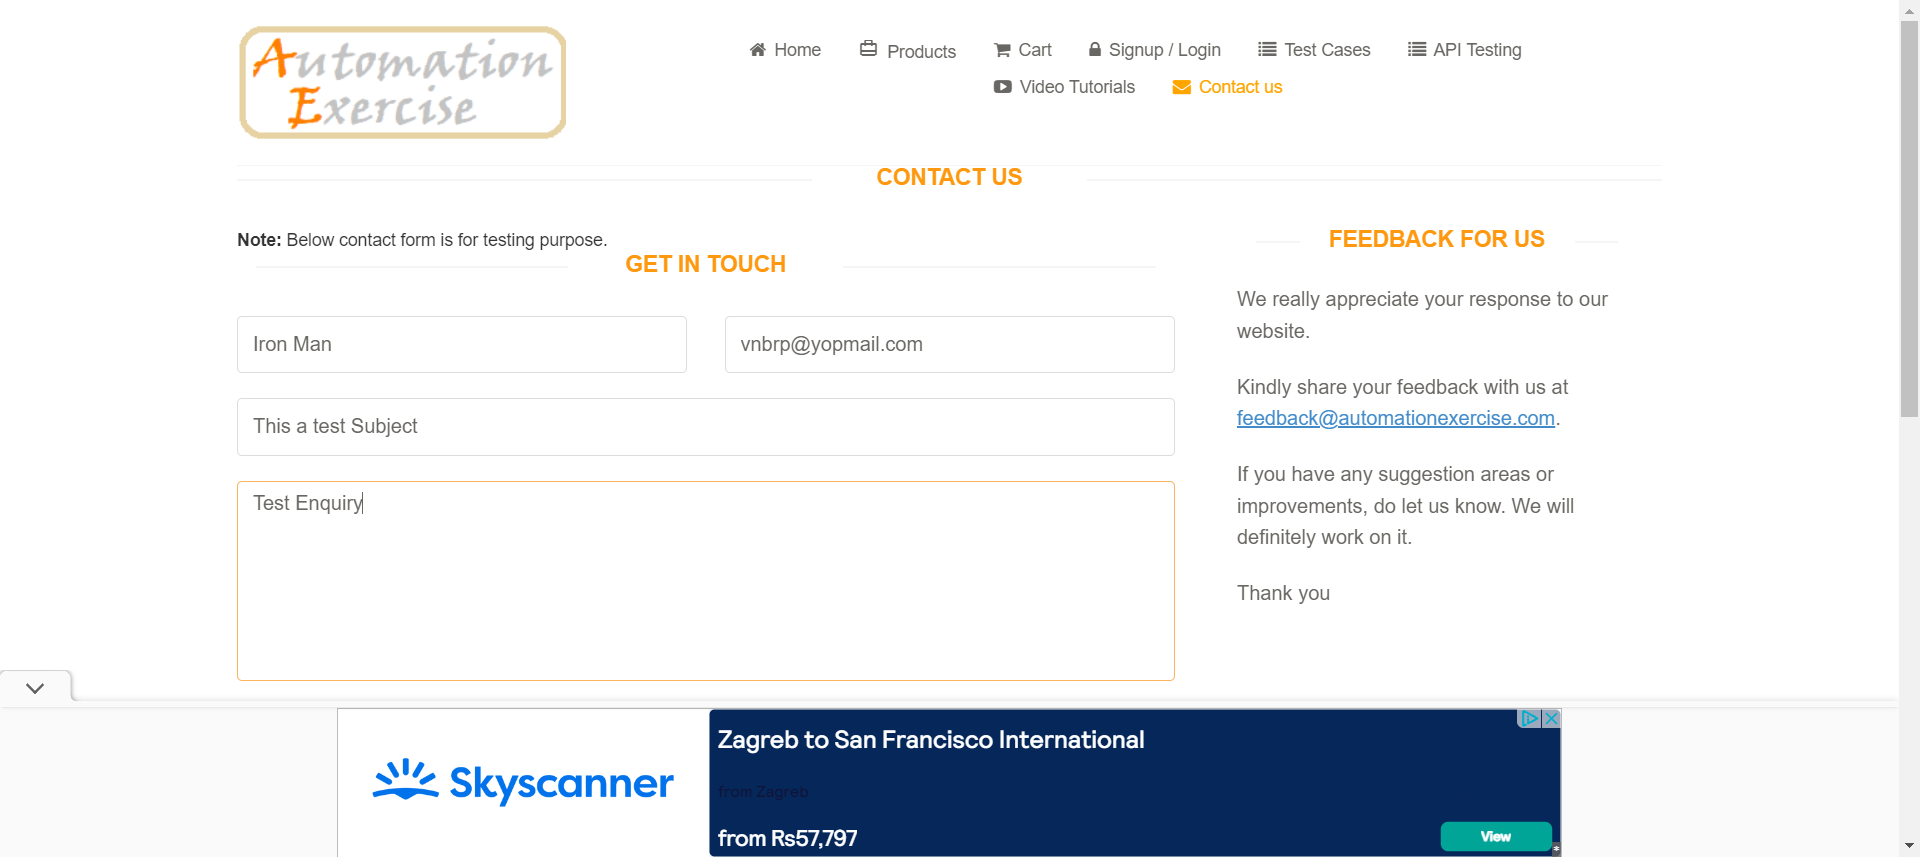 Automation
Exercise
Home
Products
Cart
Signup / Login
Test Cases
API Testing
Video Tutorials
Contact us
CONTACT US
Note: Below contact form is for testing purpose.
GET IN TOUCH
Iron Man
vnbrp@yopmail.com
This a test Subject
Test Enquiry
FEEDBACK FOR US
We really appreciate your response to our
website.
Kindly share your feedback with us at
feedback@automationexercise.com.
If you have any suggestion areas or
improvements, do let us know. We will
definitely work on it.
Thank you
Skyscanner
Zagreb to San Francisco International
from Zagreb
from Rs57,797
View